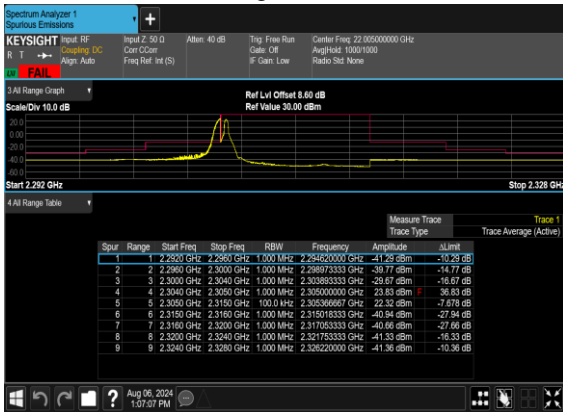 Spectrum Analyzer 1
Spurious Emissions
KEYSIGHT Input: RF Input Z: 50 Ω Atten: 40 dB Trig: Free Run Center Freq: 22.005000000 GHz
R T Coupling: DC Corr CCorr Gate: Off Avg|Hold: 1000/1000
Align: Auto Freq Ref: Int (S) IF Gain: Low Radio Std: None
FAIL
3 All Range Graph
Ref Lvl Offset 8.60 dB
Scale/Div 10.0 dB Ref Value 30.00 dBm
20.0
0.00
-20.0
-40.0
-60.0
Start 2.292 GHz Stop 2.328 GHz
4 All Range Table
Measure Trace Trace 1
Trace Type Trace Average (Active)
Spur Range Start Freq Stop Freq RBW Frequency Amplitude ΔLimit
1 1 2.2920 GHz 2.2960 GHz 1.000 MHz 2.294620000 GHz -41.29 dBm -10.29 dB
2 2 2.2960 GHz 2.3000 GHz 1.000 MHz 2.298973333 GHz -39.77 dBm -14.77 dB
3 3 2.3000 GHz 2.3040 GHz 1.000 MHz 2.303893333 GHz -29.67 dBm -16.67 dB
4 4 2.3040 GHz 2.3050 GHz 1.000 MHz 2.305000000 GHz 23.83 dBm F 36.83 dB
5 5 2.3050 GHz 2.3150 GHz 100.0 kHz 2.305366667 GHz 22.32 dBm -7.678 dB
6 6 2.3150 GHz 2.3160 GHz 1.000 MHz 2.315018333 GHz -40.94 dBm -27.94 dB
7 7 2.3160 GHz 2.3200 GHz 1.000 MHz 2.317053333 GHz -40.66 dBm -27.66 dB
8 8 2.3200 GHz 2.3240 GHz 1.000 MHz 2.321753333 GHz -41.33 dBm -16.33 dB
9 9 2.3240 GHz 2.3280 GHz 1.000 MHz 2.326220000 GHz -41.36 dBm -10.36 dB
Aug 06, 2024
1:07:07 PM